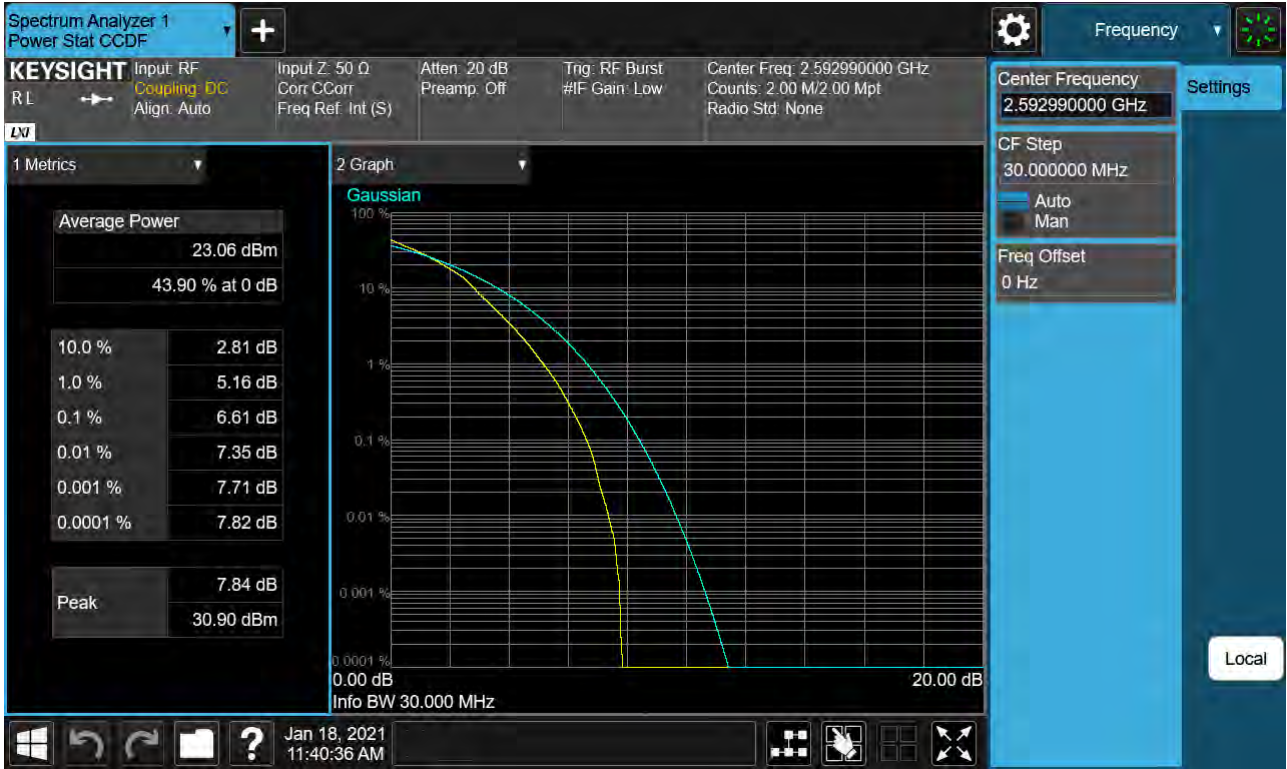 Spectrum Analyzer 1
Power Stat CCDF
+
Frequency
KEYSIGHT
R L
LXI
Input: RF
Coupling: DC
Align: Auto
Input Z: 50 Ω
Corr CCorr
Freq Ref: Int (S)
Atten: 20 dB
Preamp: Off
Trig: RF Burst
#IF Gain: Low
Center Freq: 2.592990000 GHz
Counts: 2.00 M/2.00 Mpt
Radio Std: None
Center Frequency
2.592990000 GHz
Settings
CF Step
30.000000 MHz
Auto
Man
Freq Offset
0 Hz
Local
1 Metrics
Average Power
23.06 dBm
43.90 % at 0 dB
10.0 % 2.81 dB
1.0 % 5.16 dB
0.1 % 6.61 dB
0.01 % 7.35 dB
0.001 % 7.71 dB
0.0001 % 7.82 dB
Peak
7.84 dB
30.90 dBm
2 Graph
Gaussian
100 %
10 %
1 %
0.1 %
0.01 %
0.001 %
0.0001 %
0.00 dB 20.00 dB
Info BW 30.000 MHz
?
Jan 18, 2021
11:40:36 AM